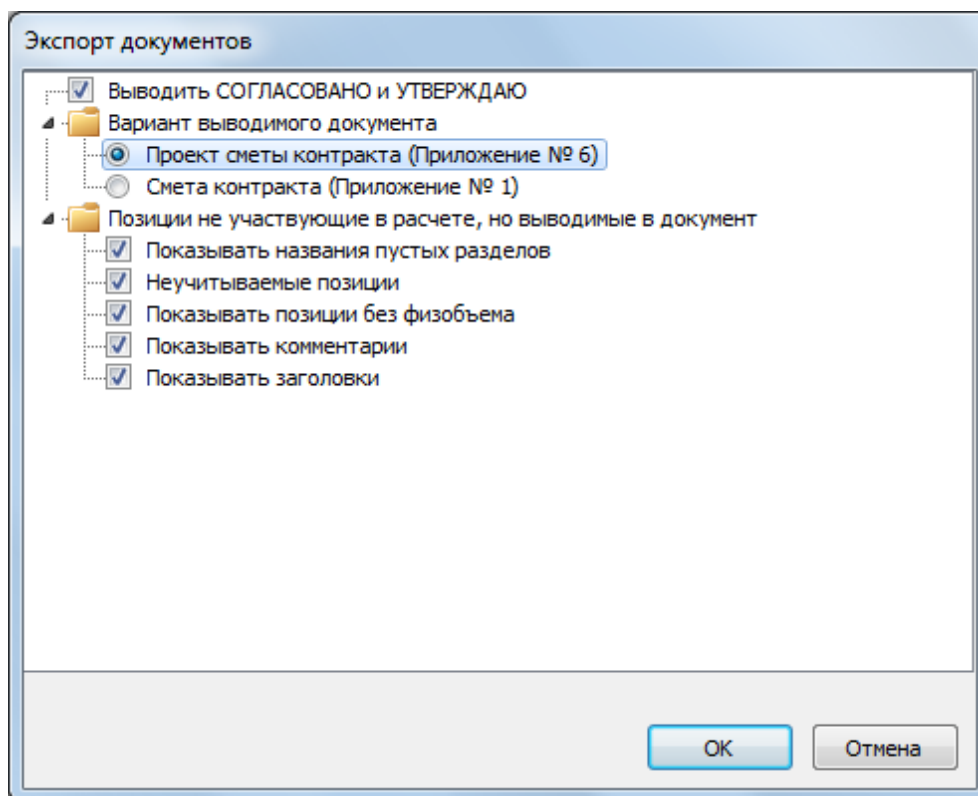 Экспорт документов
Выводить СОГЛАСОВАНО и УТВЕРЖДАЮ
Вариант выводимого документа
Проект сметы контракта (Приложение № 6)
Смета контракта (Приложение № 1)
Позиции не участвующие в расчете, но выводимые в документ
Показывать названия пустых разделов
Неучитываемые позиции
Показывать позиции без физобъема
Показывать комментарии
Показывать заголовки
OK Отмена